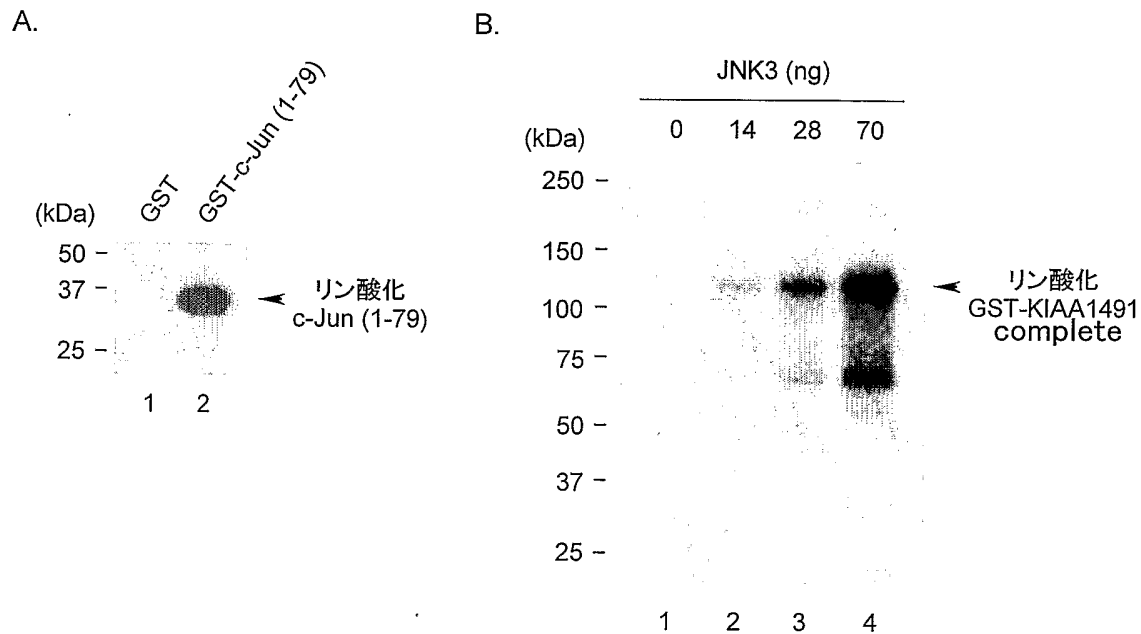 A.
GST
GST-c-Jun (1-79)
(kDa)
50
37
25
リン酸化
c-Jun (1-79)
1 2
B.
JNK3 (ng)
0 14 28 70
(kDa)
250
150
100
75
50
37
25
リン酸化
GST-KIAA1491
complete
1 2 3 4